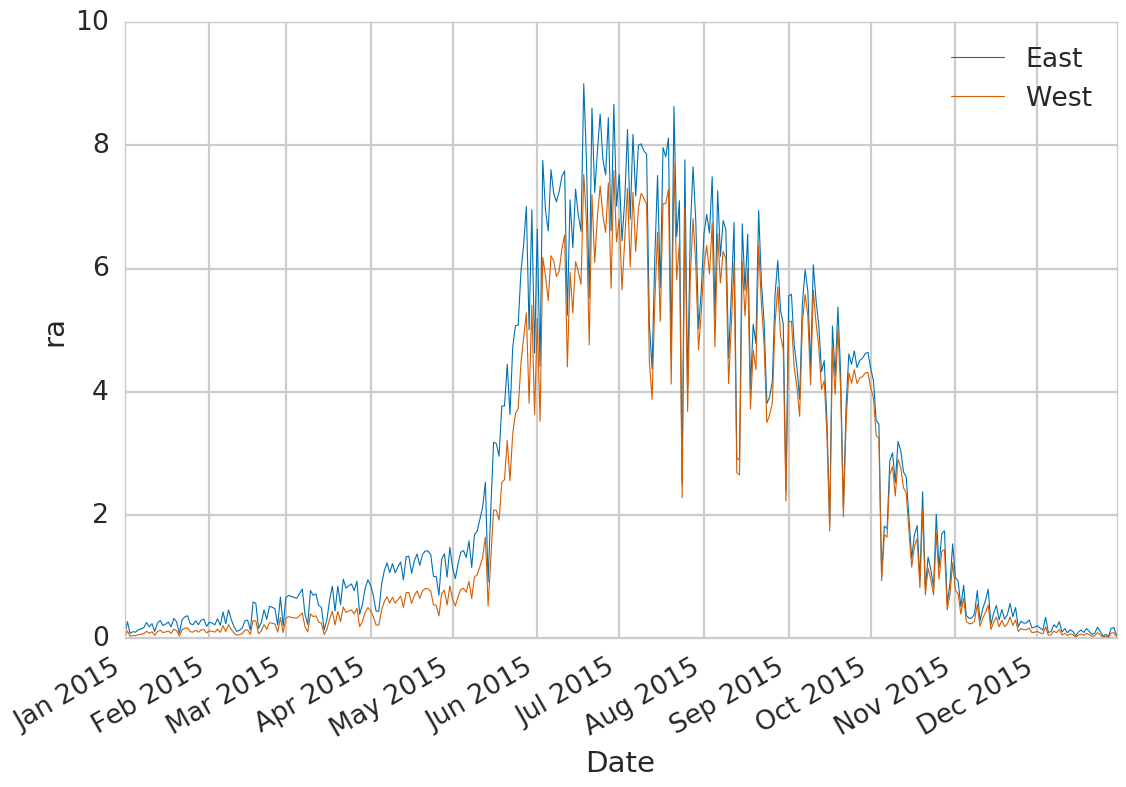 10
East
West
8
6
ra
4
2
0
Jan 2015
Feb 2015
Mar 2015
Apr 2015
May 2015
Jun 2015
Jul 2015
Aug 2015
Sep 2015
Oct 2015
Nov 2015
Dec 2015
Date